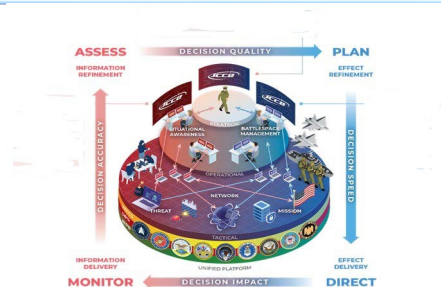 ASSESS
DECISION QUALITY
PLAN
INFORMATION
REFINEMENT
EFFECT
REFINEMENT
JCC2
JCC2
JCC2
STRATEGIC
SITUATIONAL
AWARENESS
BATTLESPACE
MANAGEMENT
DECISION ACCURACY
DECISION SPEED
OPERATIONAL
NETWORK
THREAT
MISSION
TACTICAL
UNIFIED PLATFORM
INFORMATION
DELIVERY
EFFECT
DELIVERY
MONITOR
DECISION IMPACT
DIRECT